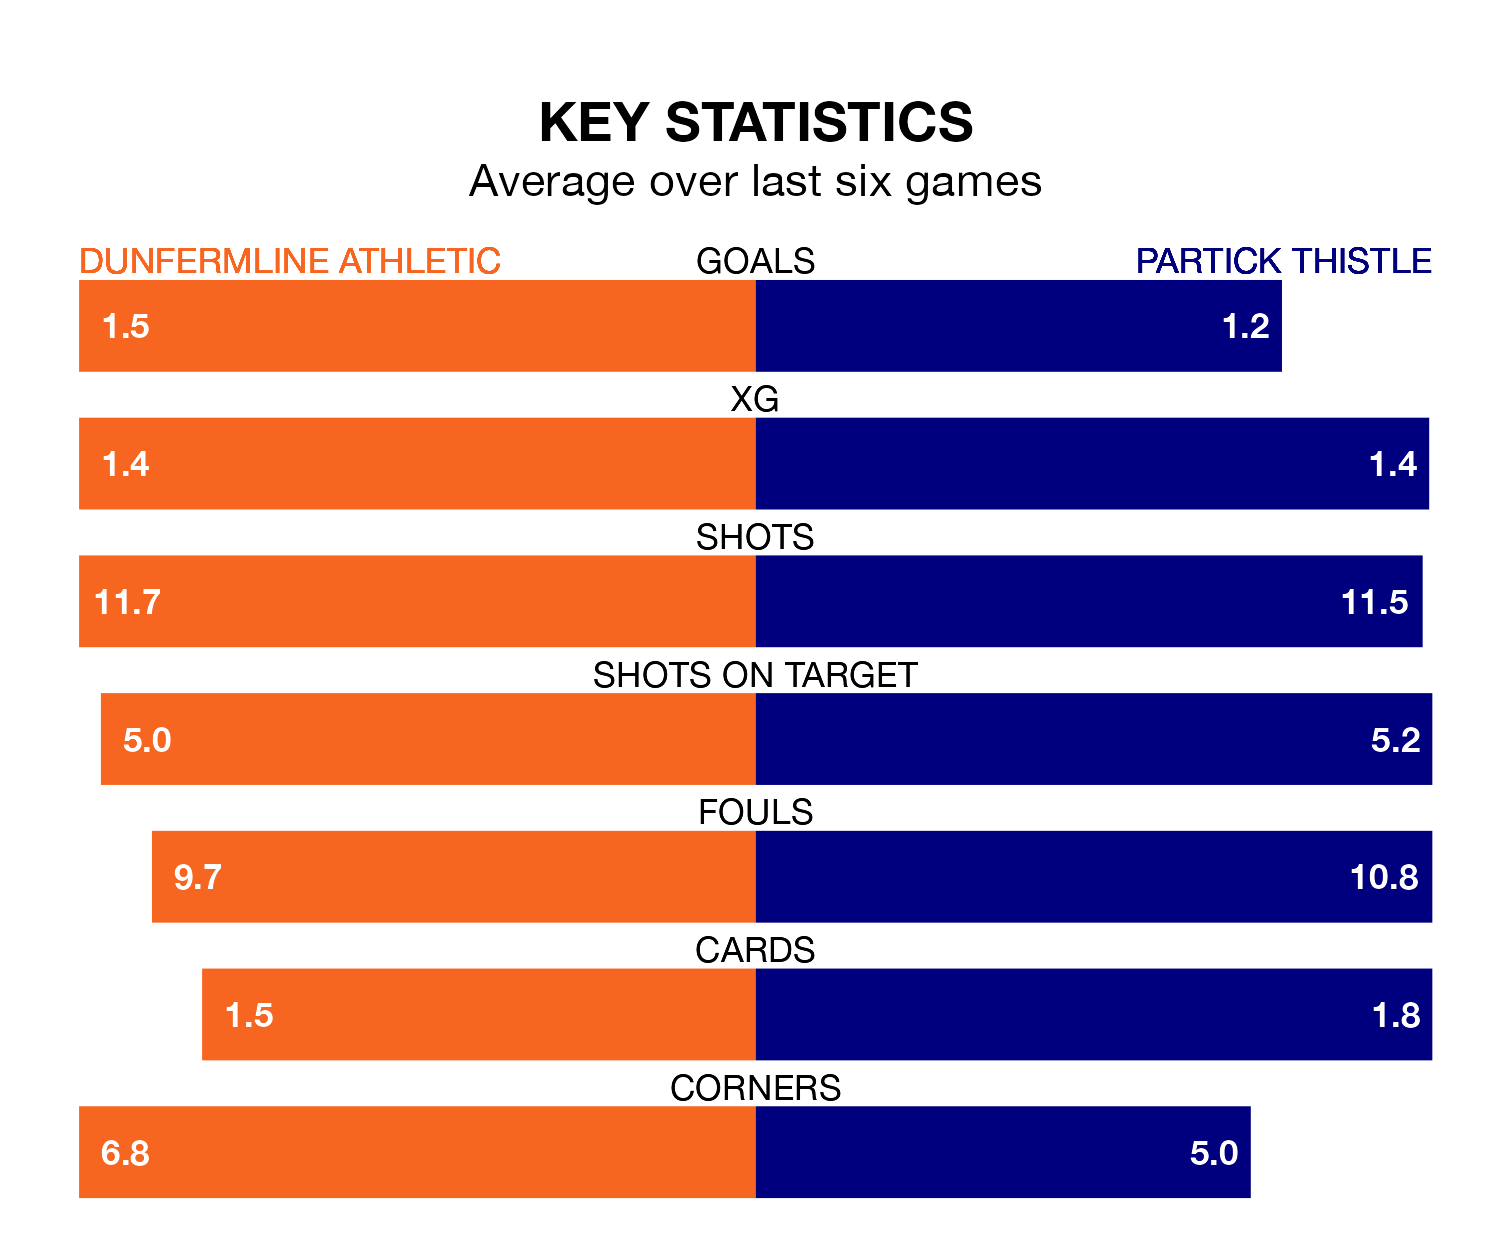 KEY STATISTICS
Average over last six games
DUNFERMLINE ATHLETIC GOALS PARTICK THISTLE
1.5 1.2
XG
1.4 1.4
SHOTS
11.7 11.5
SHOTS ON TARGET
5.0 5.2
FOULS
9.7 10.8
CARDS
1.5 1.8
CORNERS
6.8 5.0